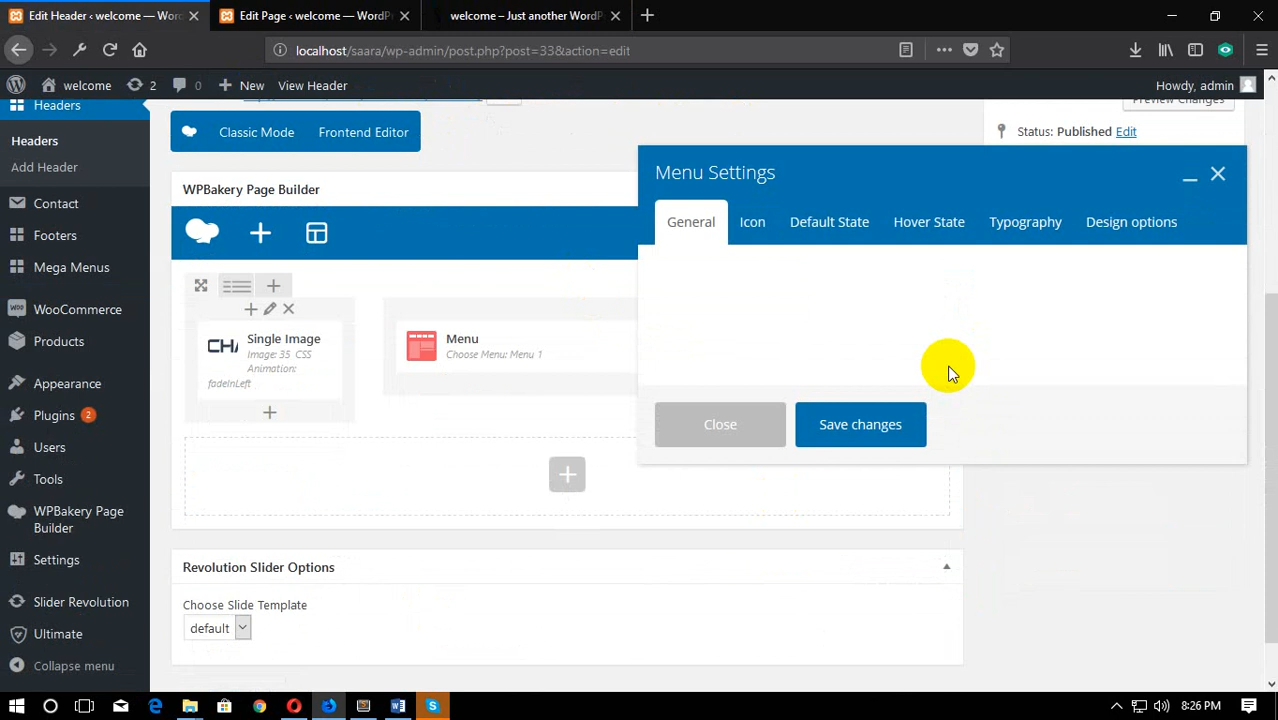 Edit Header ‹ welcome — Wor
Edit Page ‹ welcome — WordPr
welcome – Just another WordP
localhost/saara/wp-admin/post.php?post=33&action=edit
welcome
2
0
New
View Header
Howdy, admin
Headers
Headers
Add Header
Contact
Footers
Mega Menus
WooCommerce
Products
Appearance
Plugins 2
Users
Tools
WPBakery Page
Builder
Settings
Slider Revolution
Ultimate
Collapse menu
Classic Mode
Frontend Editor
Preview Changes
Status: Published Edit
WPBakery Page Builder
Menu Settings
General
Icon
Default State
Hover State
Typography
Design options
CHA
Single Image
Image: 35 CSS
Animation:
fadeInLeft
Menu
Choose Menu: Menu 1
Close
Save changes
Revolution Slider Options
Choose Slide Template
default
8:26 PM